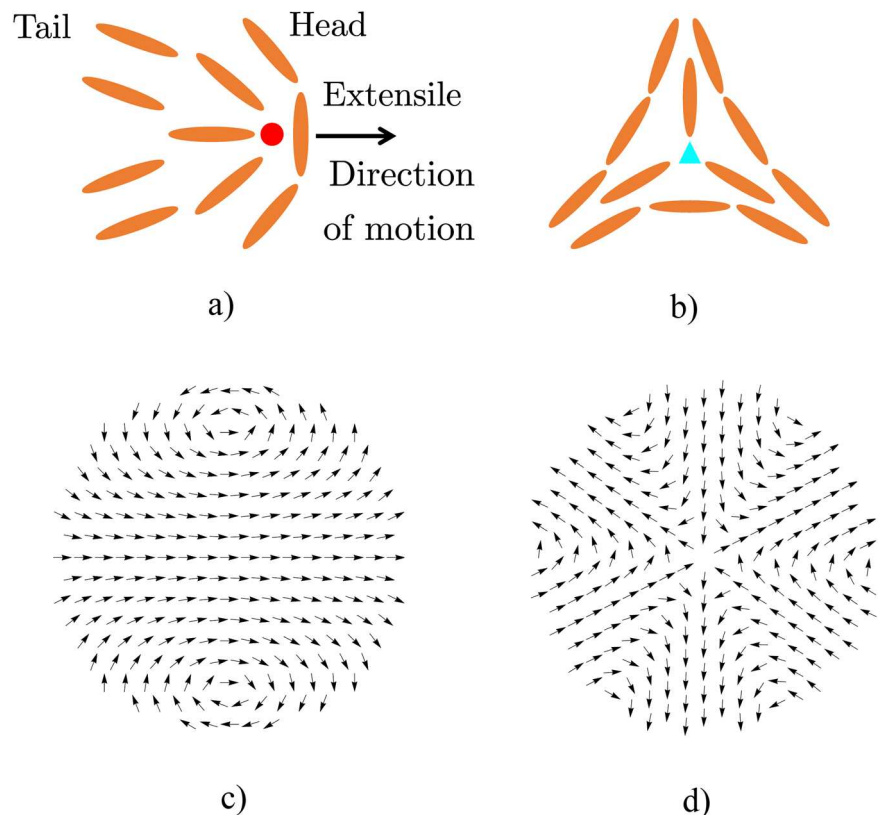 Tail
Head
Extensile
Direction
of motion
a)
b)
c)
d)